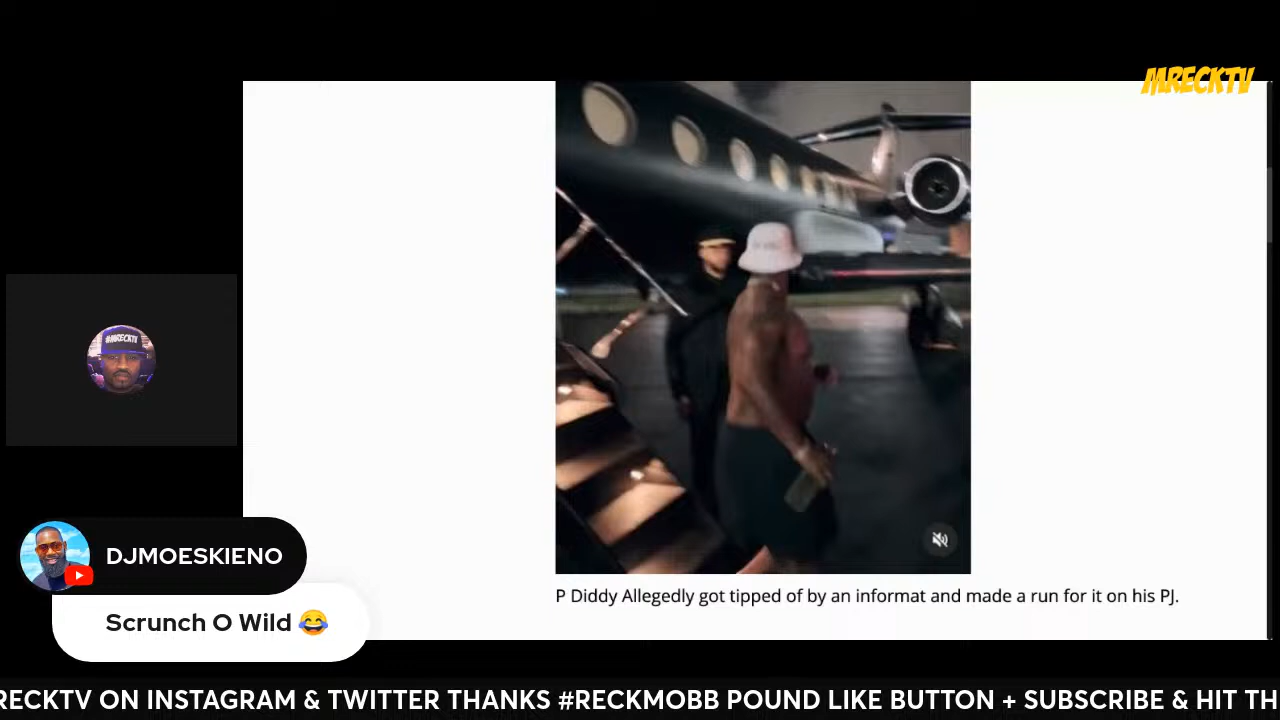 MRECKTV
#MRECKTV
DJMOESKIENO
Scrunch O Wild 😂
P Diddy Allegedly got tipped of by an informat and made a run for it on his PJ.
RECKTV ON INSTAGRAM & TWITTER THANKS #RECKMOBB POUND LIKE BUTTON + SUBSCRIBE & HIT TH